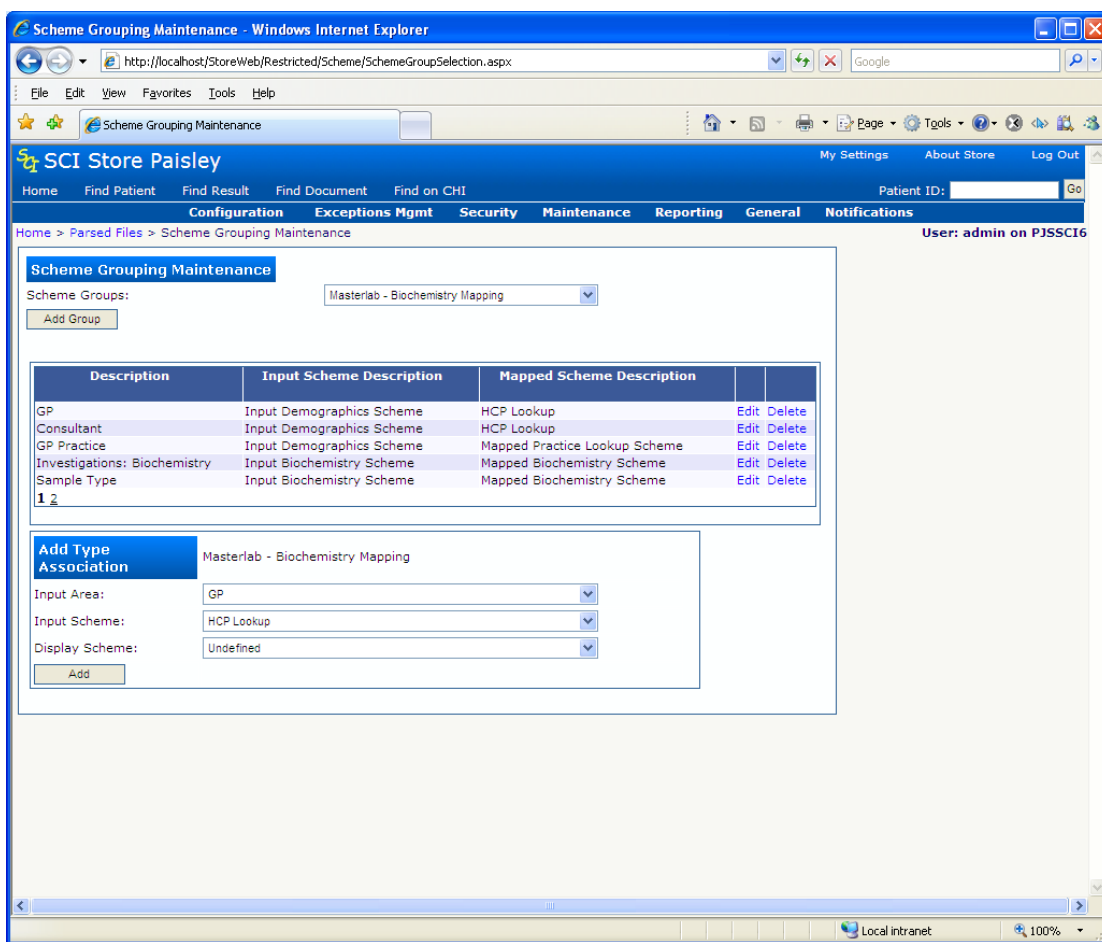 Scheme Grouping Maintenance - Windows Internet Explorer
http://localhost/StoreWeb/Restricted/Scheme/SchemeGroupSelection.aspx
Google
File Edit View Favorites Tools Help
Scheme Grouping Maintenance
Page Tools
SCI Store Paisley
My Settings About Store Log Out
Home Find Patient Find Result Find Document Find on CHI
Patient ID: Go
Configuration Exceptions Mgmt Security Maintenance Reporting General Notifications
Home > Parsed Files > Scheme Grouping Maintenance
User: admin on PJSSCI6
Scheme Grouping Maintenance
Scheme Groups: Masterlab - Biochemistry Mapping
Add Group
Description Input Scheme Description Mapped Scheme Description
GP Input Demographics Scheme HCP Lookup Edit Delete
Consultant Input Demographics Scheme HCP Lookup Edit Delete
GP Practice Input Demographics Scheme Mapped Practice Lookup Scheme Edit Delete
Investigations: Biochemistry Input Biochemistry Scheme Mapped Biochemistry Scheme Edit Delete
Sample Type Input Biochemistry Scheme Mapped Biochemistry Scheme Edit Delete
1 2
Add Type
Association
Masterlab - Biochemistry Mapping
Input Area: GP
Input Scheme: HCP Lookup
Display Scheme: Undefined
Add
Local intranet
100%